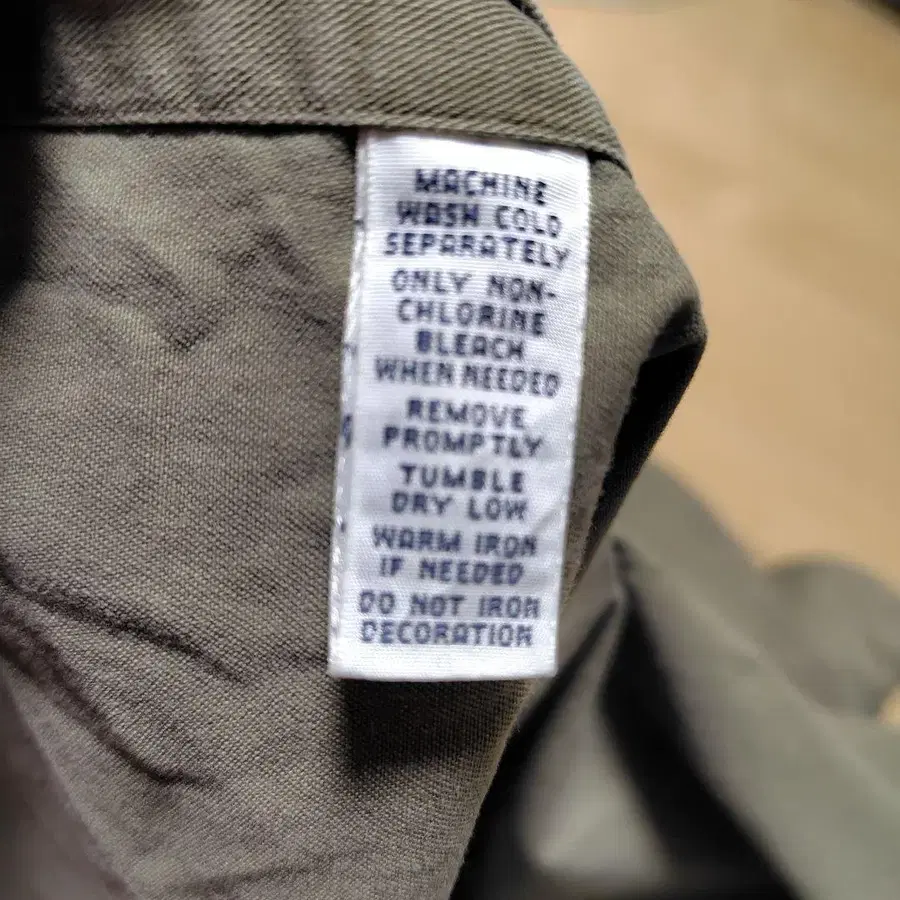 MACHINE
WASH COLD
SEPARATELY
ONLY NON-
CHLORINE
BLEACH
WHEN NEEDED
REMOVE
PROMPTLY
TUMBLE
DRY LOW
WARM IRON
IF NEEDED
DO NOT IRON
DECORATION